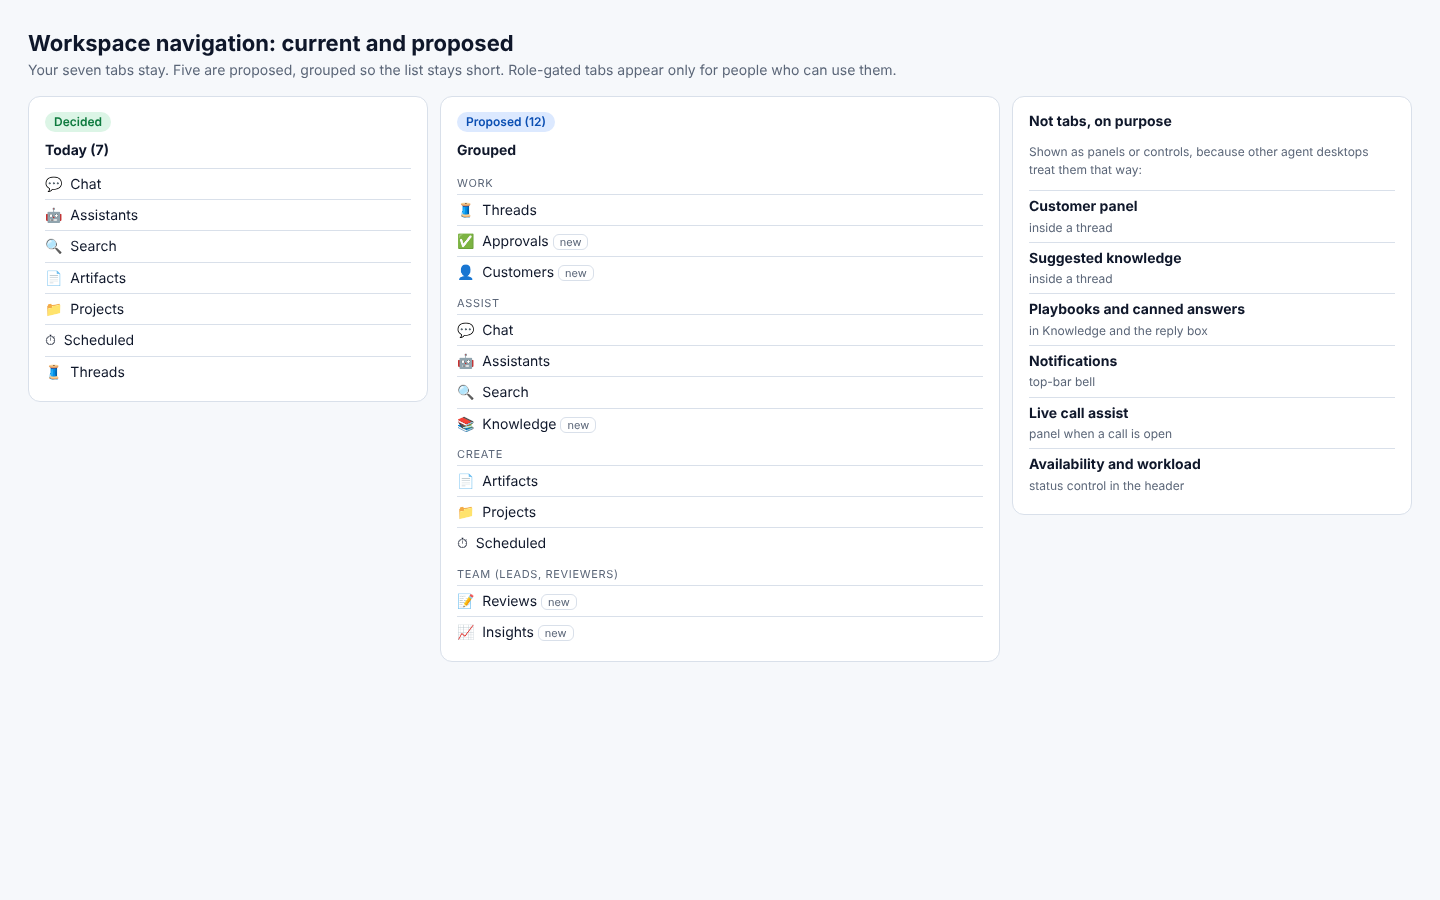 Workspace navigation: current and proposed
Your seven tabs stay. Five are proposed, grouped so the list stays short. Role-gated tabs appear only for people who can use them.
Decided
Today (7)
Chat
Assistants
Search
Artifacts
Projects
Scheduled
Threads
Proposed (12)
Grouped
WORK
Threads
Approvals new
Customers new
ASSIST
Chat
Assistants
Search
Knowledge new
CREATE
Artifacts
Projects
Scheduled
TEAM (LEADS, REVIEWERS)
Reviews new
Insights new
Not tabs, on purpose
Shown as panels or controls, because other agent desktops
treat them that way:
Customer panel
inside a thread
Suggested knowledge
inside a thread
Playbooks and canned answers
in Knowledge and the reply box
Notifications
top-bar bell
Live call assist
panel when a call is open
Availability and workload
status control in the header